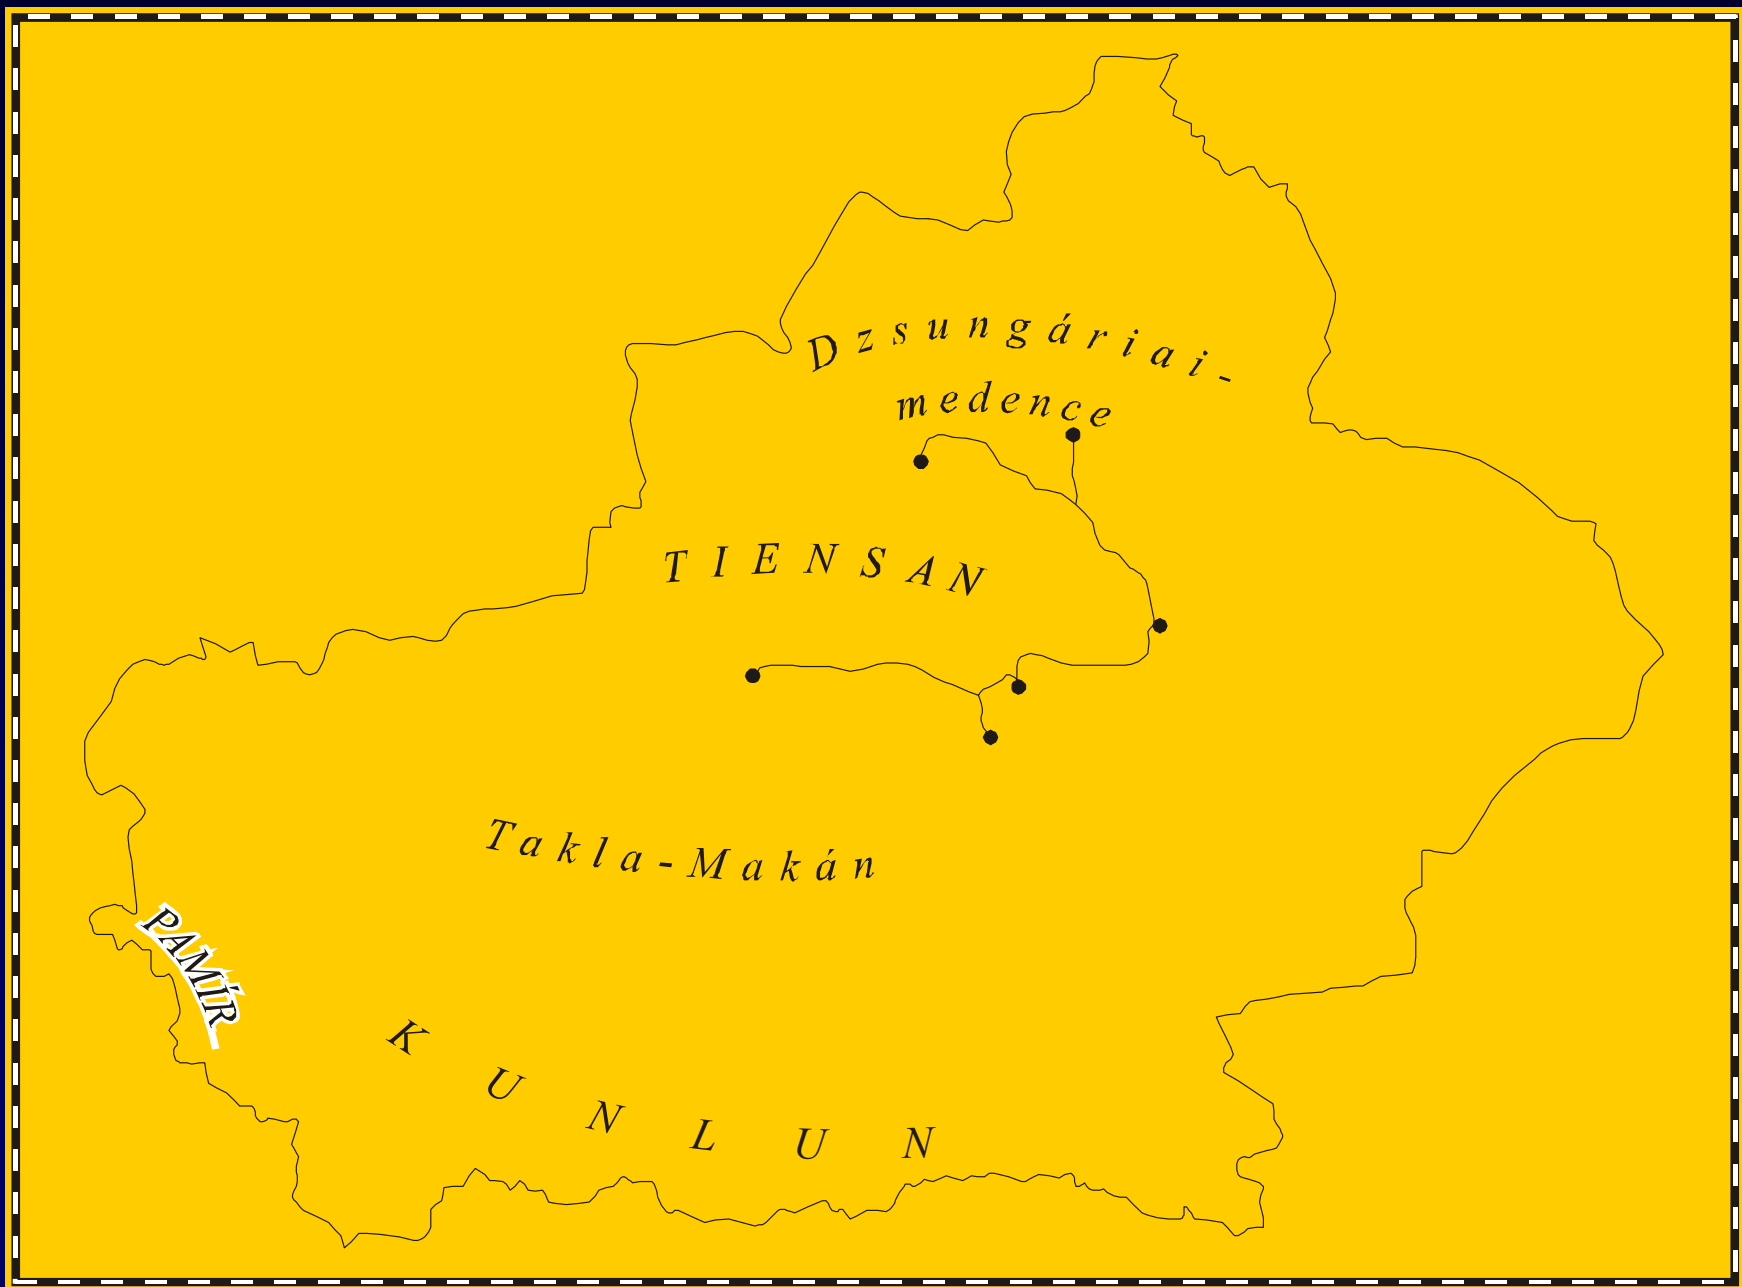 Dzsungáriai-
medence
TIENSAN
Takla-Makán
PAMÍR
KUNLUN